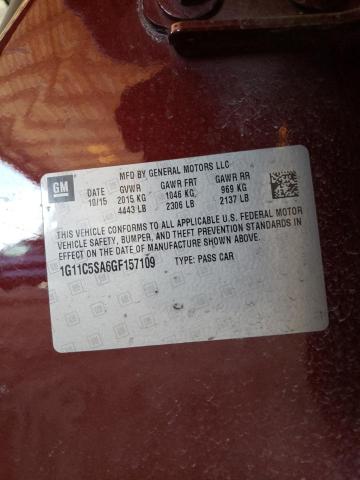 MFD BY GENERAL MOTORS LLC
GM DATE GVWR GAWR FRT GAWR RR
10/15 2015 KG 1046 KG 969 KG
4443 LB 2306 LB 2137 LB
THIS VEHICLE CONFORMS TO ALL APPLICABLE U.S. FEDERAL MOTOR
VEHICLE SAFETY, BUMPER, AND THEFT PREVENTION STANDARDS IN
EFFECT ON THE DATE OF MANUFACTURE SHOWN ABOVE.
1G11C5SA6GF157109 TYPE: PASS CAR